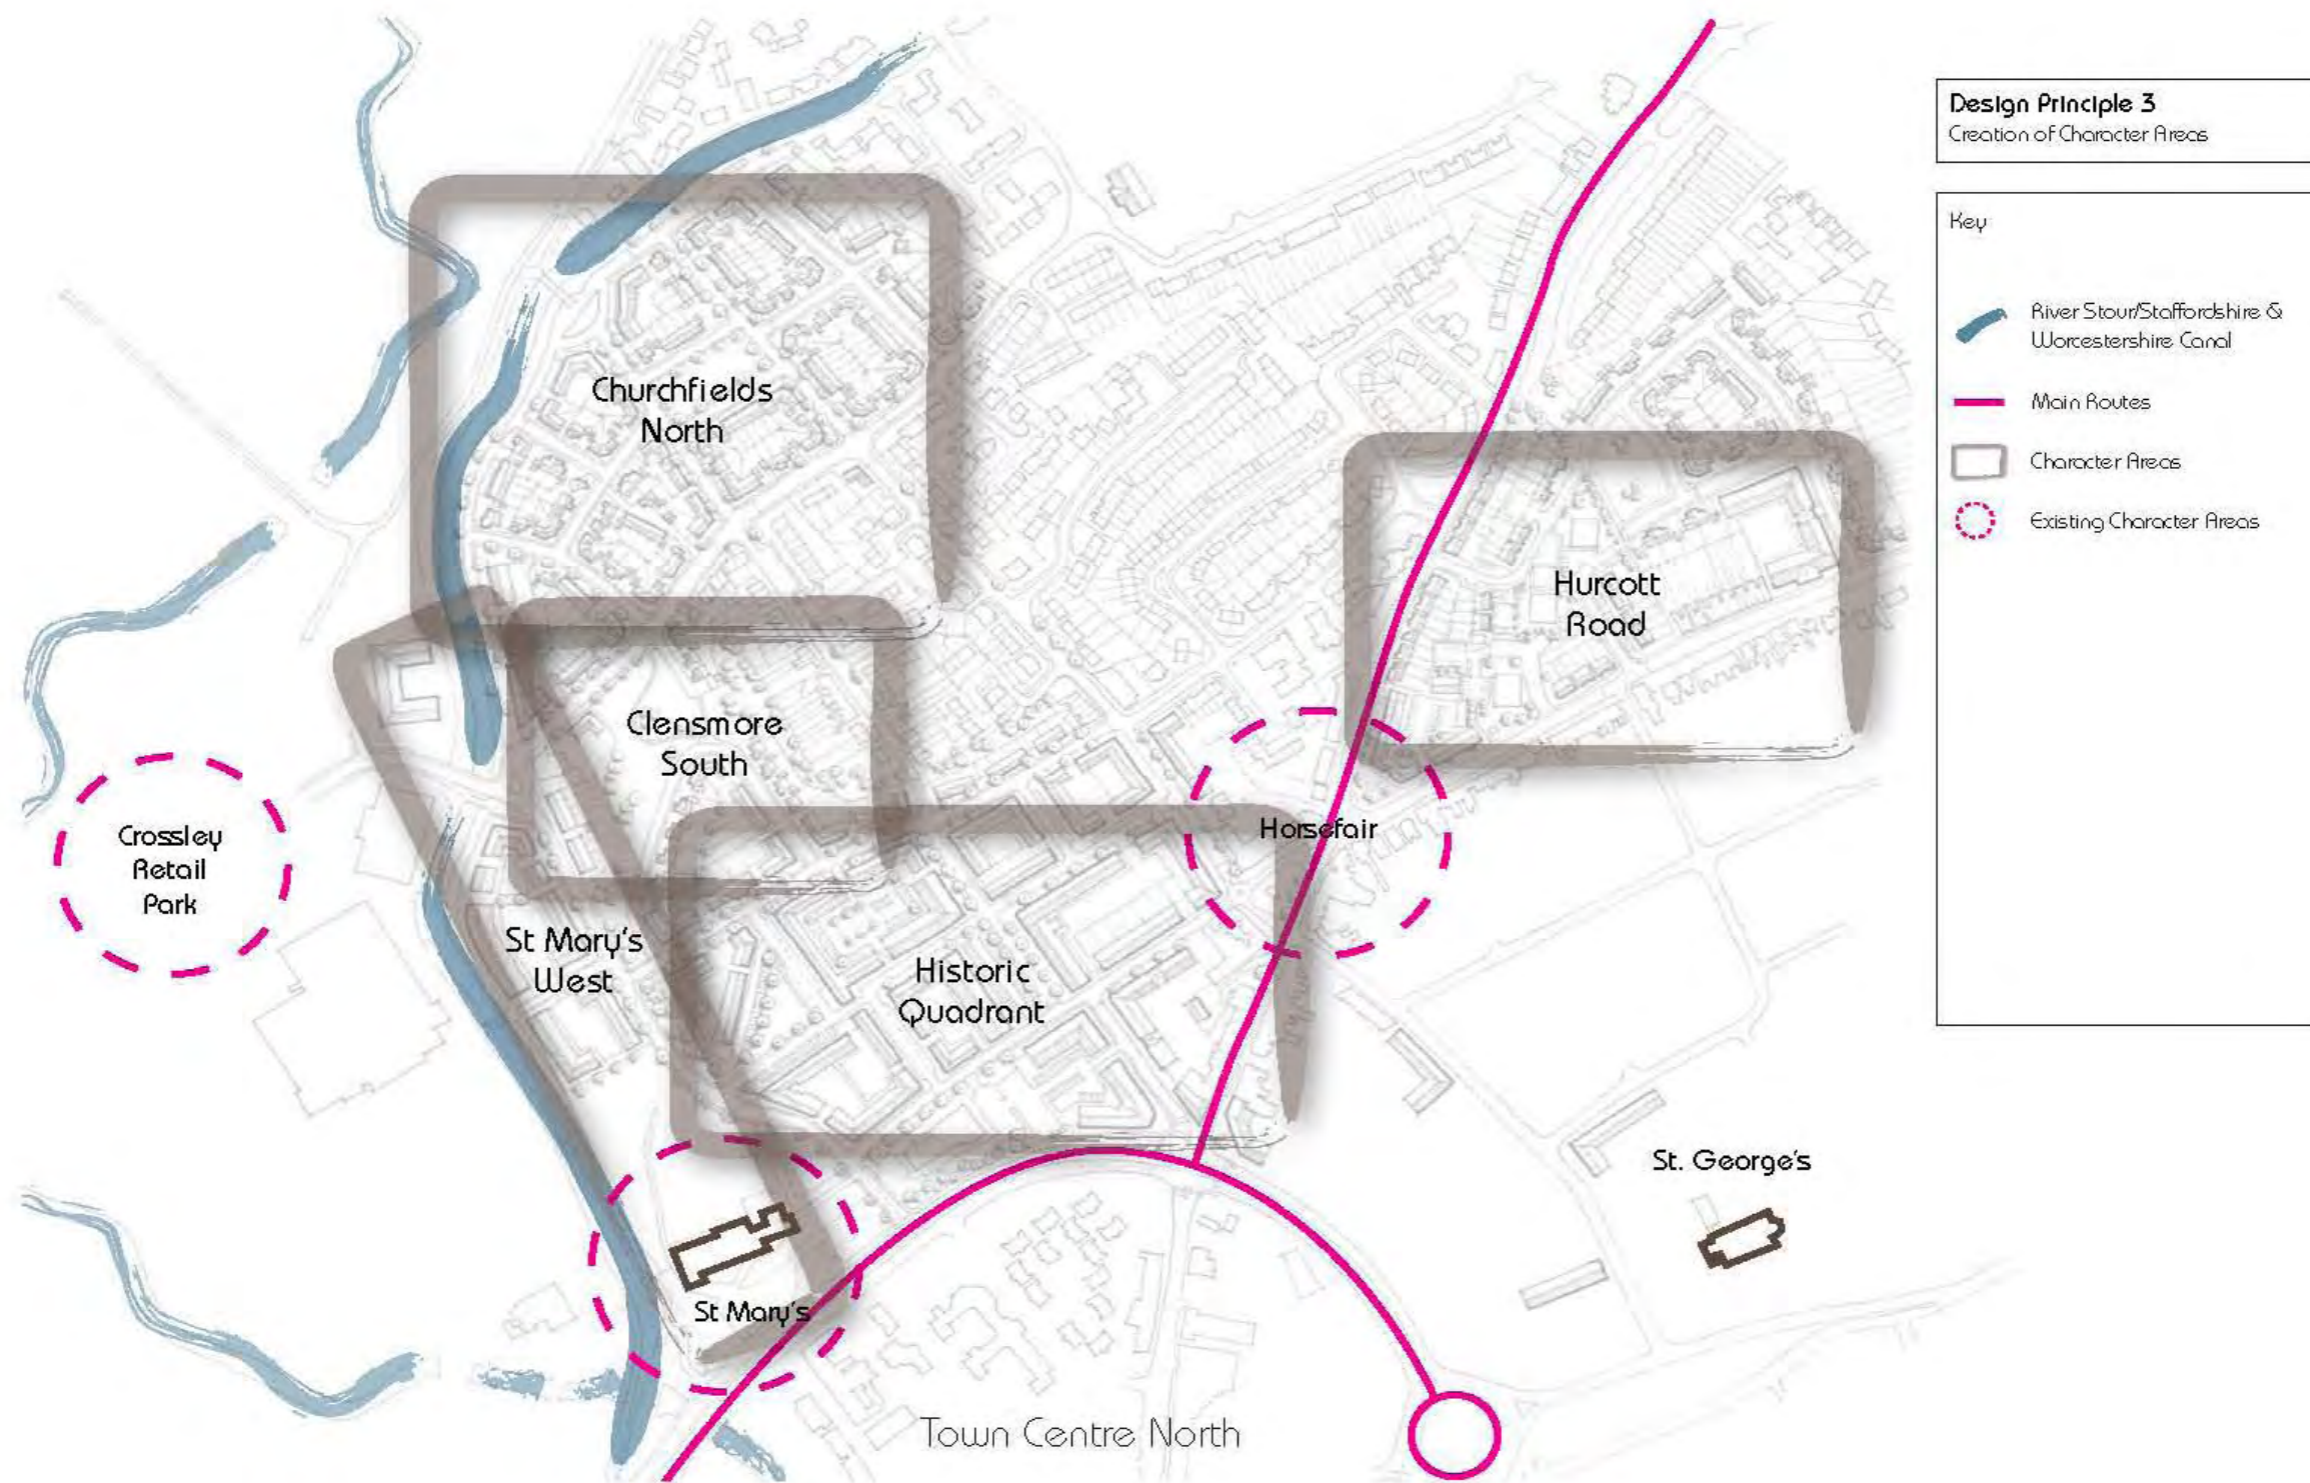 Design Principle 3
Creation of Character Areas
Key
River Stour/Staffordshire &
Worcestershire Canal
Main Routes
Character Areas
Existing Character Areas
Churchfields
North
Hurcott
Road
Clensmore
South
Horsefair
Crossley
Retail
Park
St Mary's
West
Historic
Quadrant
St. George's
St Mary's
Town Centre North